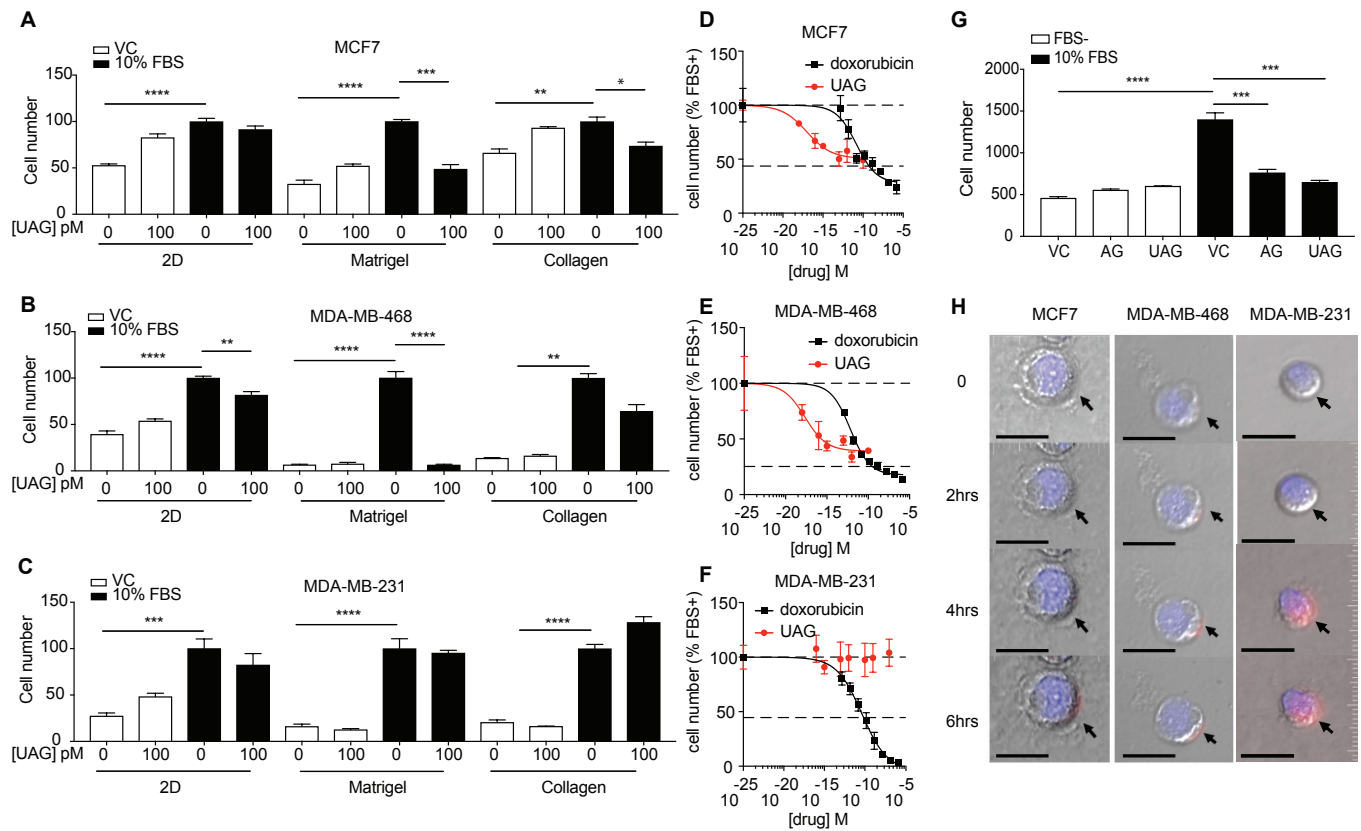 A
VC
10% FBS
MCF7
Cell number
150
100
50
0
**** *** **** ** *
[UAG] pM 0 100 0 100 0 100 0 100 0 100 0 100
2D Matrigel Collagen
B
VC
10% FBS
MDA-MB-468
Cell number
150
100
50
0
**** ** **** **** **
[UAG] pM 0 100 0 100 0 100 0 100 0 100 0 100
2D Matrigel Collagen
C
VC
10% FBS
MDA-MB-231
Cell number
150
100
50
0
*** **** ****
[UAG] pM 0 100 0 100 0 100 0 100 0 100 0 100
2D Matrigel Collagen
D
MCF7
doxorubicin
UAG
cell number (% FBS+)
150
100
50
0
-25 -20 -15 -10 -5
10 10 10 10 10
[drug] M
E
MDA-MB-468
doxorubicin
UAG
cell number (% FBS+)
150
100
50
0
-25 -20 -15 -10 -5
10 10 10 10 10
[drug] M
F
MDA-MB-231
doxorubicin
UAG
cell number (% FBS+)
150
100
50
0
-25 -20 -15 -10 -5
10 10 10 10 10
[drug] M
G
FBS-
10% FBS
Cell number
2000
1500
1000
500
0
**** *** ***
VC AG UAG VC AG UAG
H
MCF7 MDA-MB-468 MDA-MB-231
0
2hrs
4hrs
6hrs